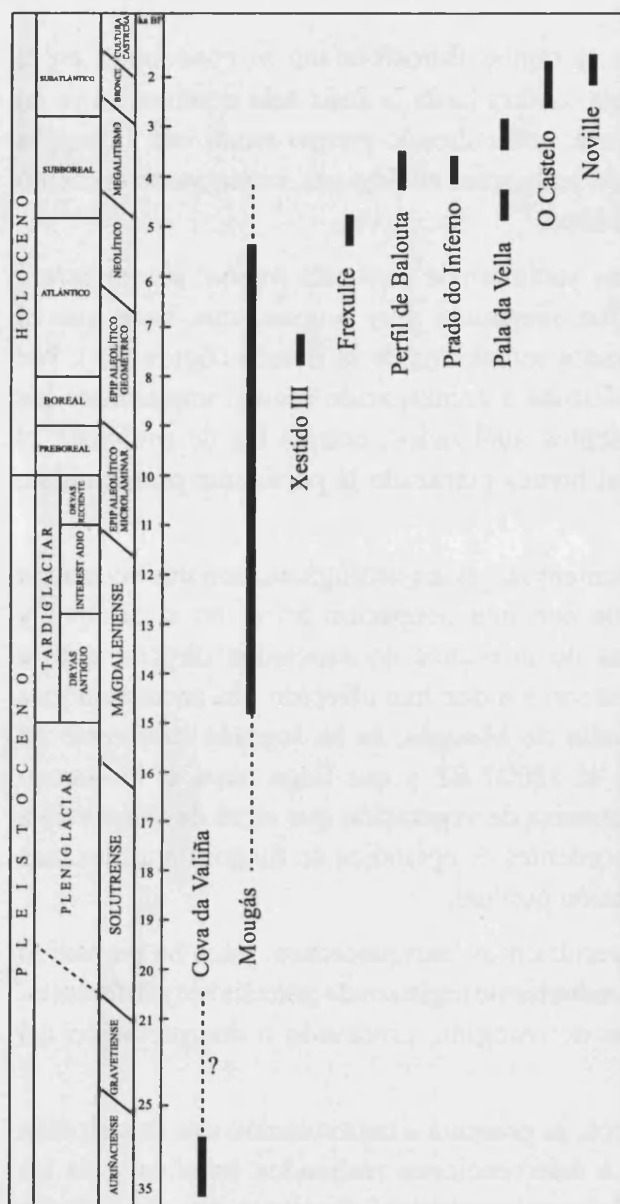 HOLOCENO
PLEISTOCENO
TARDIGLACIAR
PLENIGLACIAR
SUBATLÁNTICO
SUBBOREAL
ATLÁNTICO
BOREAL
PREBOREAL
DRYAS
RECIENTE
INTEREST ADIO
DRYAS
ANTIGUO
CULTURA
CASTREXA
BRONCE
MEGALITISMO
NEOLÍTICO
EPIPALEOLÍTICO
GEOMÉTRICO
EPIPALEOLÍTICO
MICROLAMINAR
MAGDALENIENSE
SOLUTRENSE
GRAVETIENSE
AURIÑACIENSE
ka BP
2
3
4
5
6
7
8
9
10
11
12
13
14
15
16
17
18
19
20
21
25
35
Cova da Valiña
?
Mougás
Xestido III
Frexulfe
Perfil de Balouta
Prado do Inferno
Pala da Vella
O Castelo
Noville